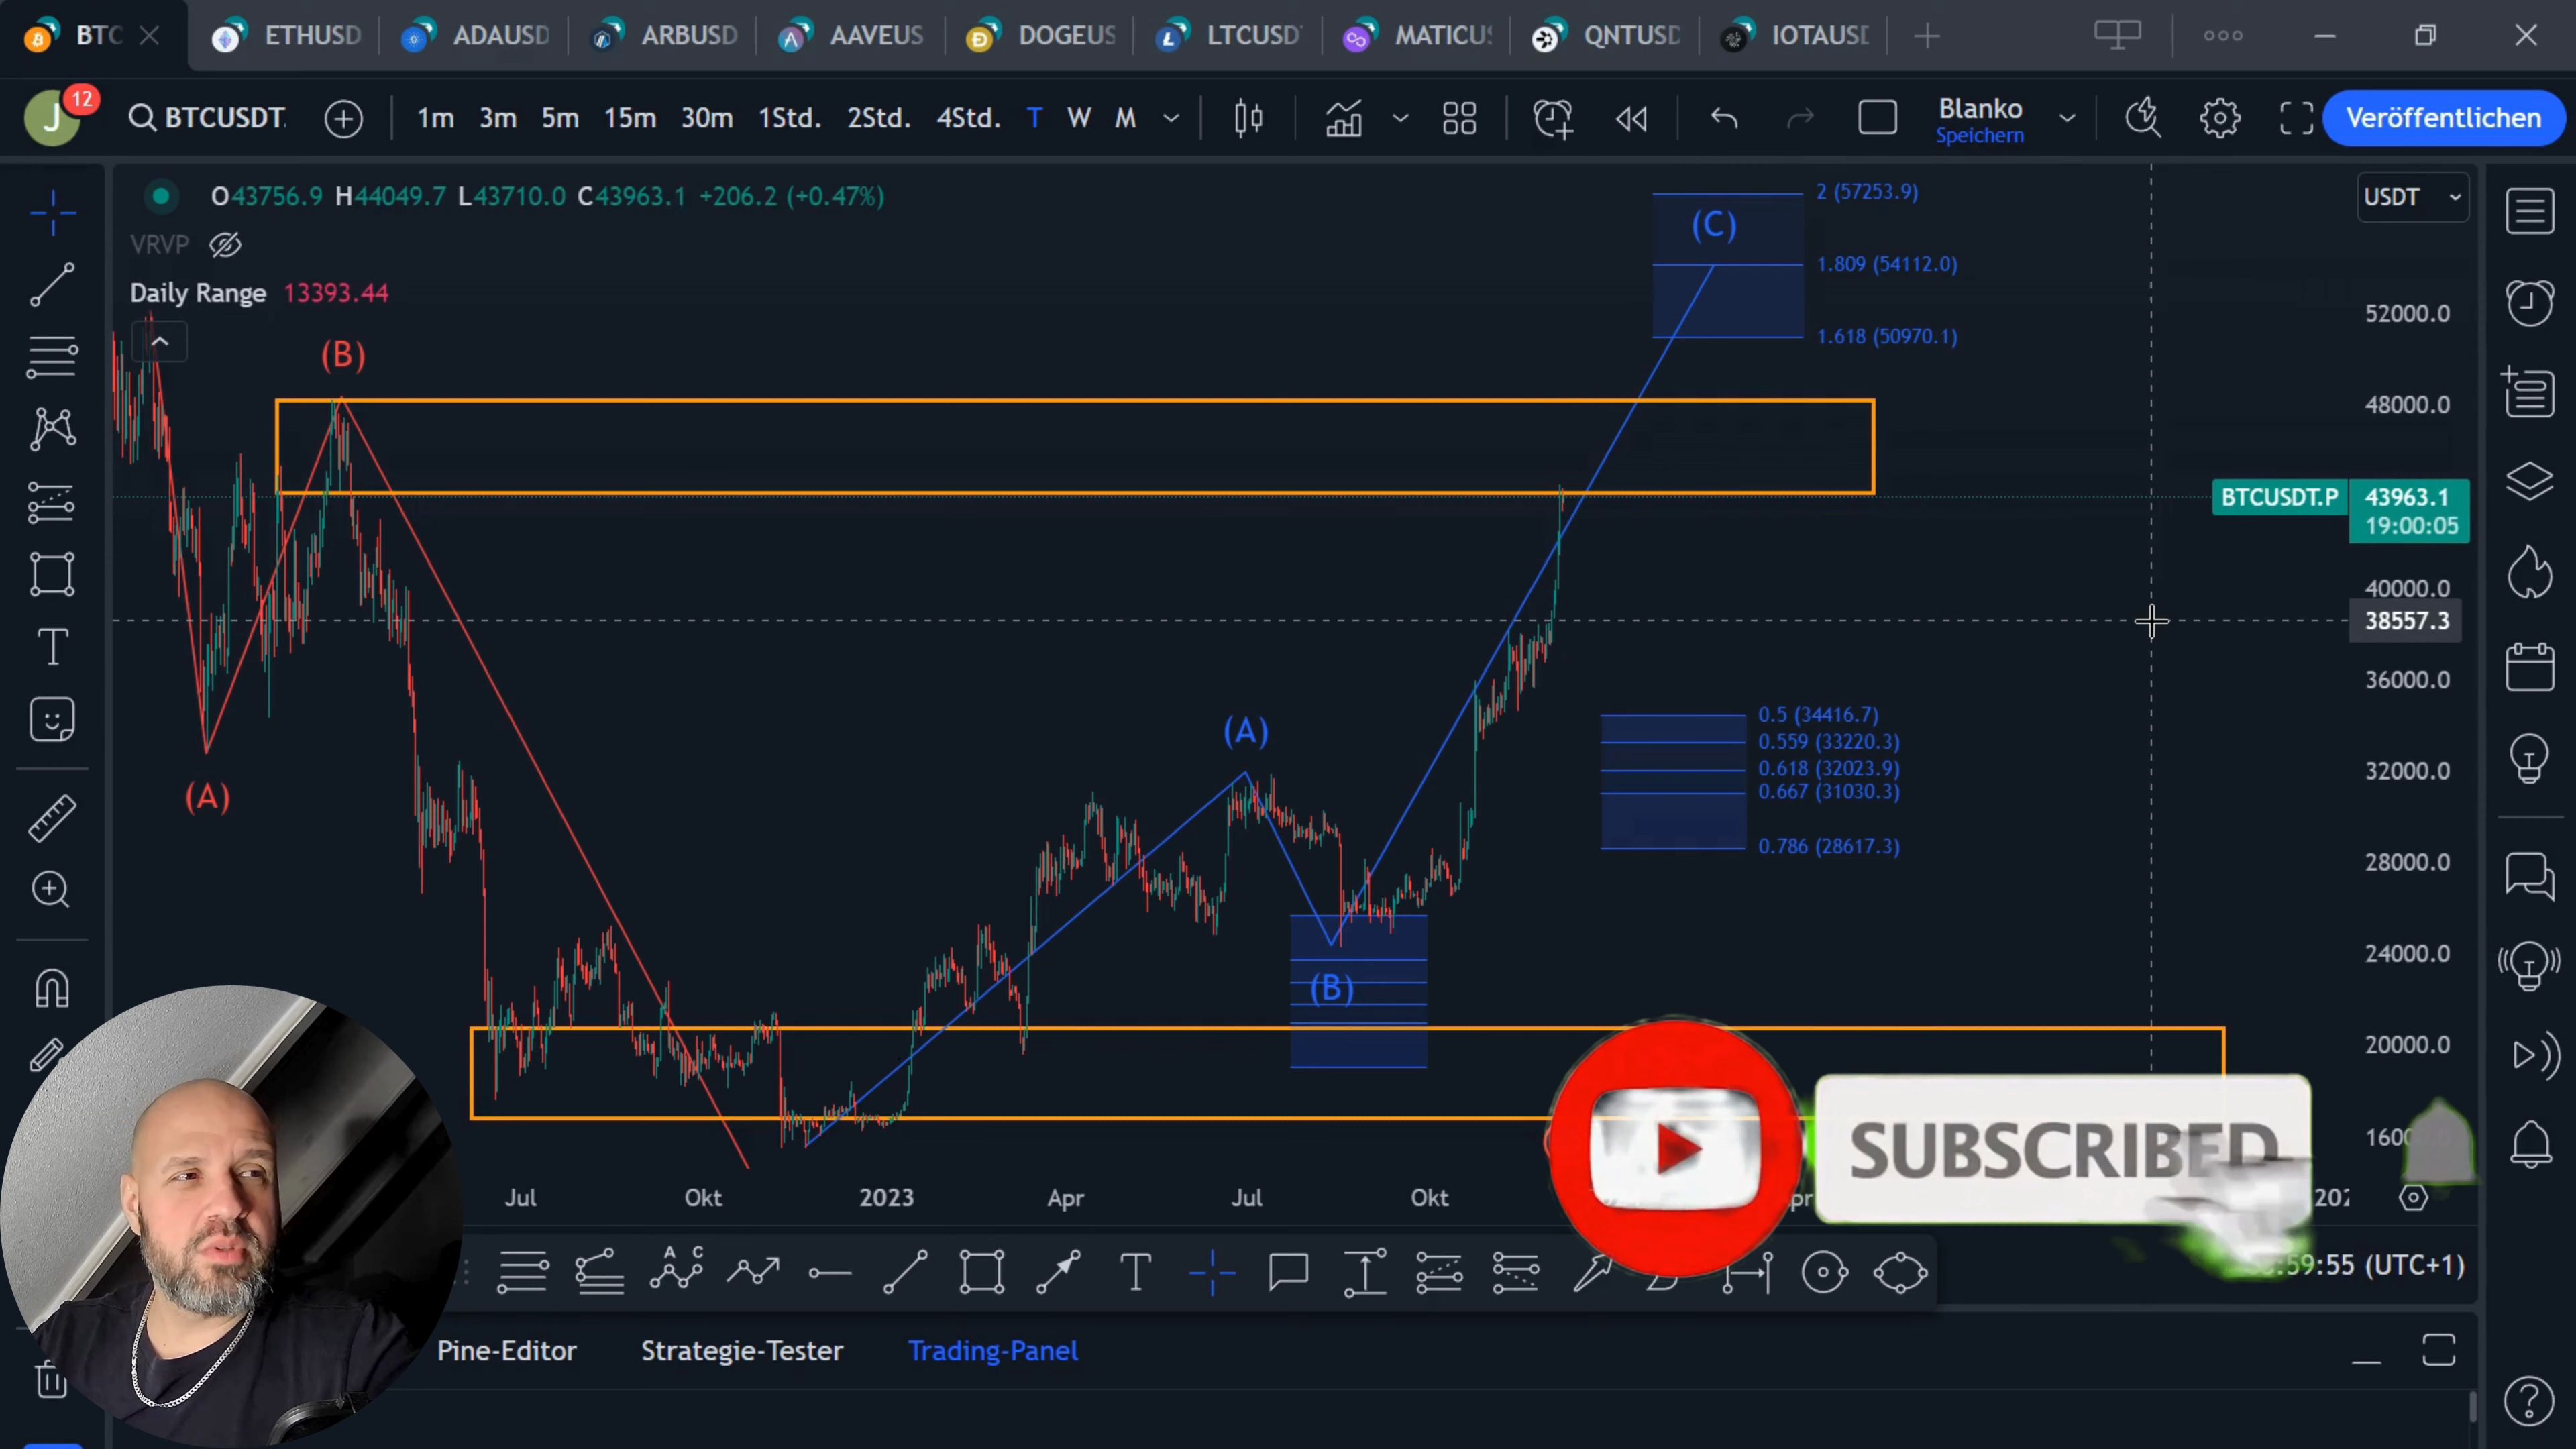 BTC ETHUSD ADAUSD ARBUSD AAVEUS DOGEUS LTCUSD MATICUS QNTUSD IOTAUSD
J 12 BTCUSDT. 1m 3m 5m 15m 30m 1Std. 2Std. 4Std. T W M Blanko Veröffentlichen
Speichern
O43756.9 H44049.7 L43710.0 C43963.1 +206.2 (+0.47%)
USDT
VRVP
Daily Range 13393.44
2 (57253.9)
(C)
1.809 (54112.0)
1.618 (50970.1)
52000.0
(B)
48000.0
BTCUSDT.P 43963.1
19:00:05
40000.0
38557.3
36000.0
(A)
(A)
0.5 (34416.7)
0.559 (33220.3)
0.618 (32023.9)
0.667 (31030.3)
0.786 (28617.3)
32000.0
28000.0
24000.0
(B)
20000.0
SUBSCRIBED
Jul Okt 2023 Apr Jul Okt
A C
T
:59:55 (UTC+1)
Pine-Editor Strategie-Tester Trading-Panel